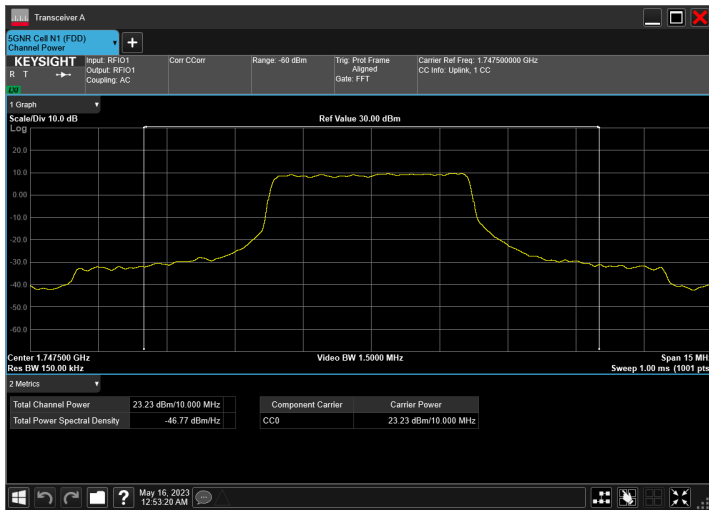 Transceiver A
5GNR Cell N1 (FDD)
Channel Power
KEYSIGHT
R T
LXI
Input: RFIO1
Output: RFIO1
Coupling: AC
Corr CCorr
Range: -60 dBm
Trig: Prot Frame
Aligned
Gate: FFT
Carrier Ref Freq: 1.747500000 GHz
CC Info: Uplink, 1 CC
1 Graph
Scale/Div 10.0 dB
Ref Value 30.00 dBm
Log
20.0
10.0
0.00
-10.0
-20.0
-30.0
-40.0
-50.0
-60.0
Center 1.747500 GHz
Video BW 1.5000 MHz
Span 15 MH
Res BW 150.00 kHz
Sweep 1.00 ms (1001 pts
2 Metrics
Total Channel Power 23.23 dBm/10.000 MHz
Total Power Spectral Density -46.77 dBm/Hz
Component Carrier Carrier Power
CC0 23.23 dBm/10.000 MHz
May 16, 2023
12:53:20 AM